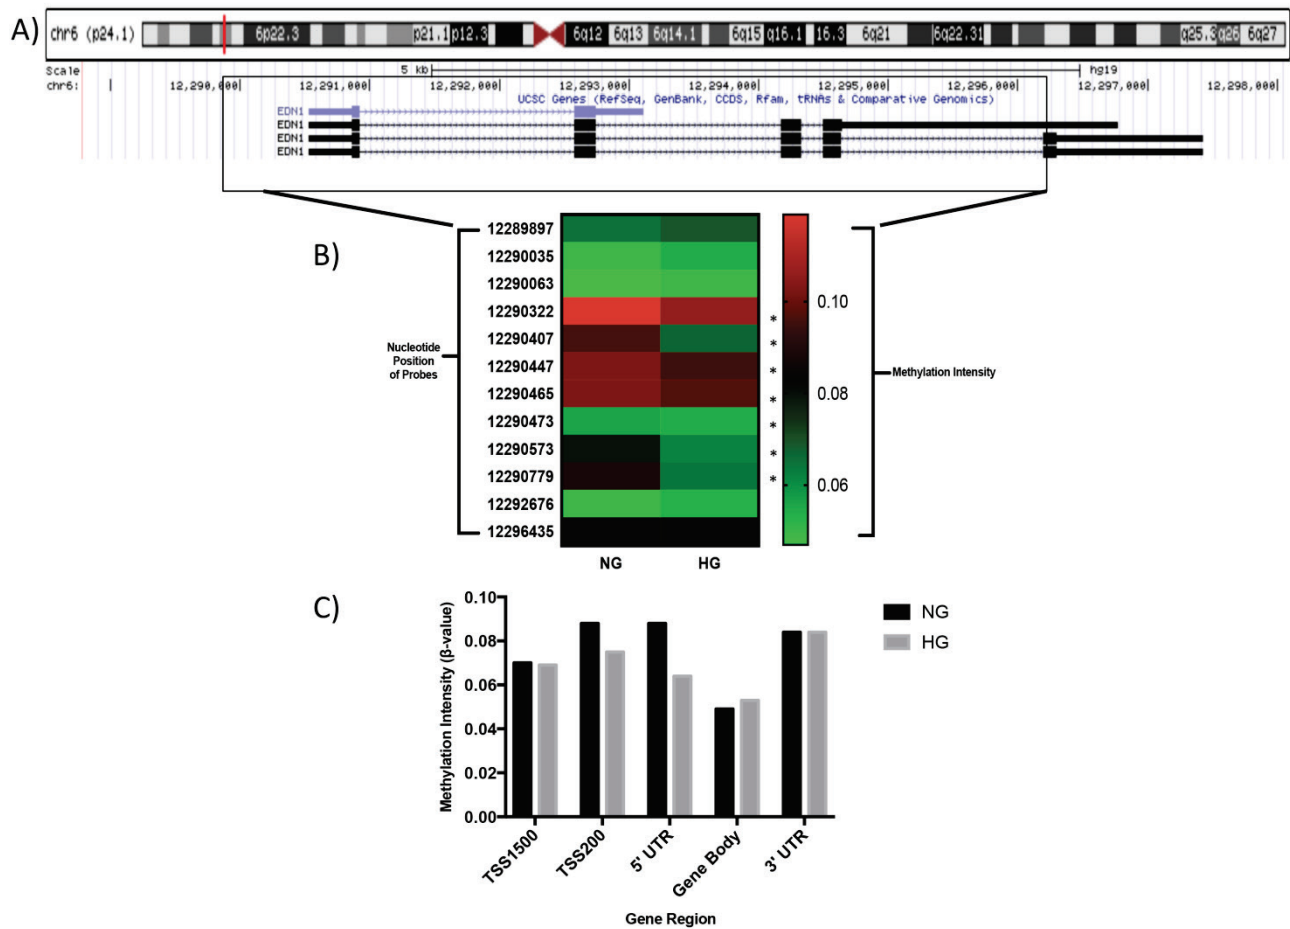 A)
chr6 (p24.1) 6p22.3 p21.1 p12.3 6q12 6q13 6q14.1 6q15 q16.1 16.3 6q21 6q22.31 q25.3 q26 6q27
Scale 5 kb hg19
chr6: 12,290,000 12,291,000 12,292,000 12,293,000 12,294,000 12,295,000 12,296,000 12,297,000 12,298,000
UCSC Genes (RefSeq, GenBank, CCDS, Rfam, tRNAs & Comparative Genomics)
EDN1
EDN1
EDN1
EDN1
B)
Nucleotide
Position
of Probes
12289897
12290035
12290063
12290322 *
12290407 *
12290447 *
12290465 *
12290473 *
12290573 *
12290779 *
12292676
12296435
NG HG
0.10
0.08
0.06
Methylation Intensity
C)
Methylation Intensity (β-value)
0.10
0.08
0.06
0.04
0.02
0.00
TSS1500
TSS200
5' UTR
Gene Body
3' UTR
Gene Region
NG
HG